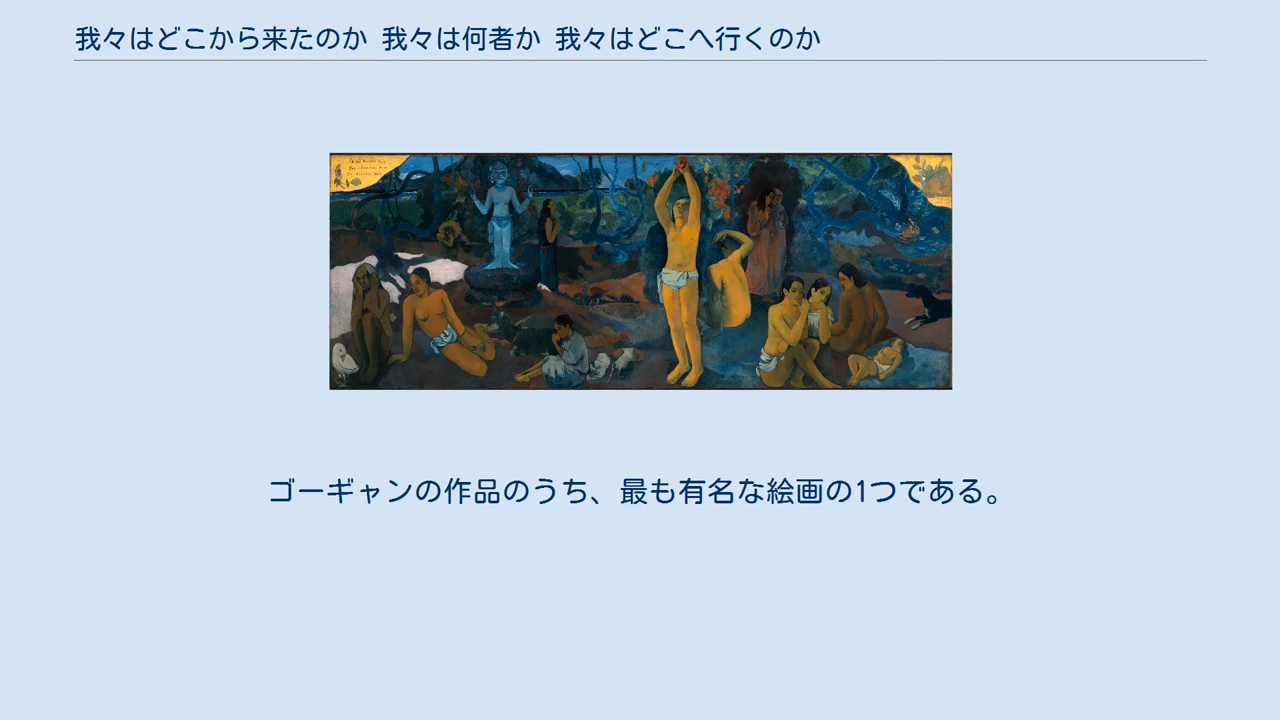 我々はどこから来たのか 我々は何者か 我々はどこへ行くのか
ゴーギャンの作品のうち、最も有名な絵画の1つである。